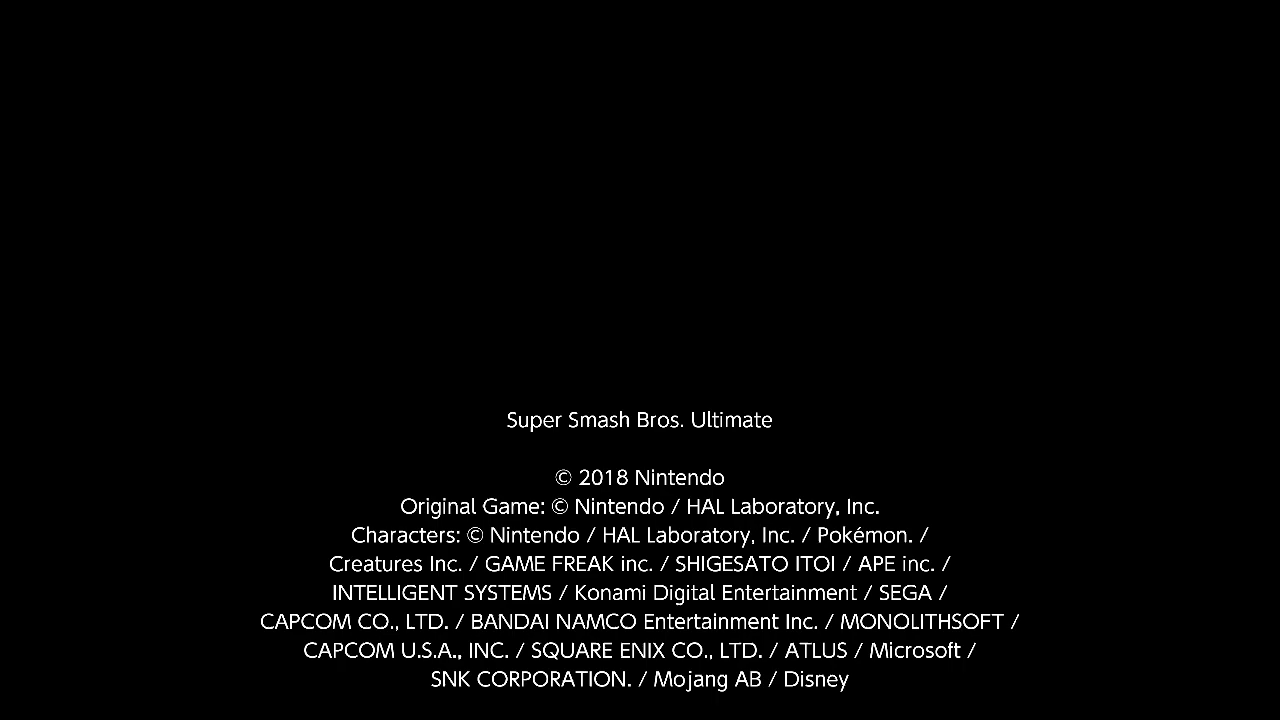 Super Smash Bros. Ultimate
© 2018 Nintendo
Original Game: © Nintendo / HAL Laboratory, Inc.
Characters: © Nintendo / HAL Laboratory, Inc. / Pokémon. /
Creatures Inc. / GAME FREAK inc. / SHIGESATO ITOI / APE inc. /
INTELLIGENT SYSTEMS / Konami Digital Entertainment / SEGA /
CAPCOM CO., LTD. / BANDAI NAMCO Entertainment Inc. / MONOLITHSOFT /
CAPCOM U.S.A., INC. / SQUARE ENIX CO., LTD. / ATLUS / Microsoft /
SNK CORPORATION. / Mojang AB / Disney